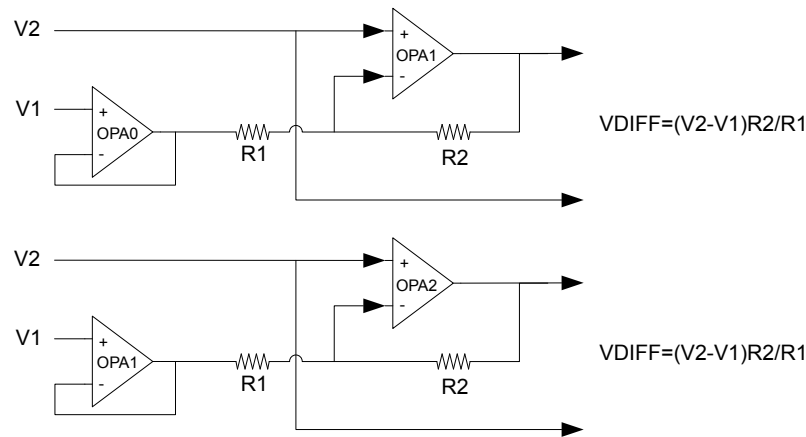 V2
+
OPA1
-
V1
+
OPA0
-
R1
R2
VDIFF=(V2-V1)R2/R1
V2
+
OPA2
-
V1
+
OPA1
-
R1
R2
VDIFF=(V2-V1)R2/R1